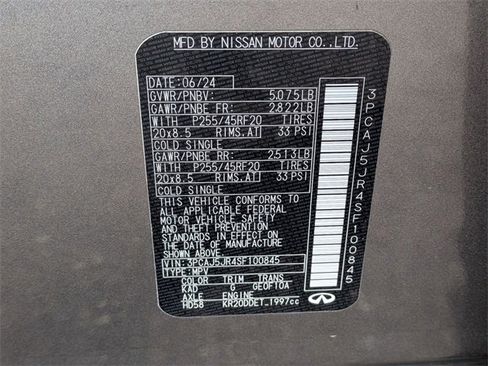 MFD BY NISSAN MOTOR CO.,LTD.
DATE:06/24
GVWR/PNBV: 5,075LB
GAWR/PNBE FR: 2,822LB
WITH P255/45RF20 TIRES
20x8.5 RIMS,AT 33 PSI
COLD SINGLE
GAWR/PNBE RR: 2,513LB
WITH P255/45RF20 TIRES
20x8.5 RIMS,AT 33 PSI
COLD SINGLE
THIS VEHICLE CONFORMS TO
ALL APPLICABLE FEDERAL
MOTOR VEHICLE SAFETY
AND THEFT PREVENTION
STANDARDS IN EFFECT ON
THE DATE OF MANUFACTURE
SHOWN ABOVE.
VIN: 3PCAJ5JR4SF100845
TYPE: MPV
COLOR TRIM TRANS
KAD G GE0F10A
AXLE ENGINE
HD58 KR20DDET 1997cc
3PCAJ5JR4SF100845